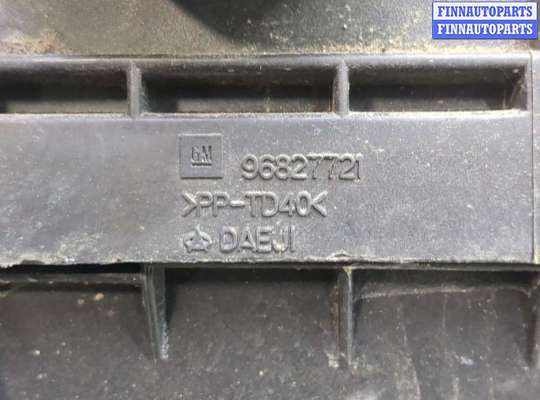 FINNAUTOPARTS
FINNAUTOPARTS
GM 96827721
>PP-TD40<
DAEJI